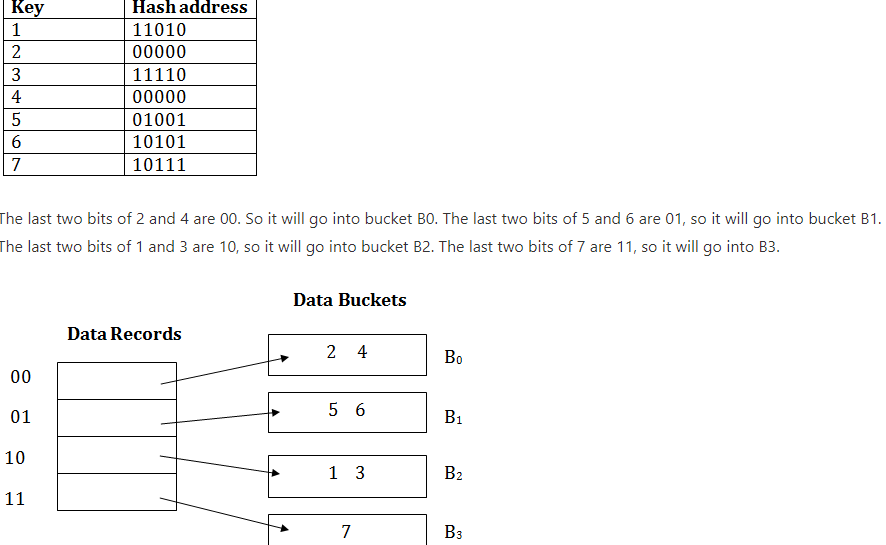 Key Hash address
1 11010
2 00000
3 11110
4 00000
5 01001
6 10101
7 10111
The last two bits of 2 and 4 are 00. So it will go into bucket B0. The last two bits of 5 and 6 are 01, so it will go into bucket B1.
The last two bits of 1 and 3 are 10, so it will go into bucket B2. The last two bits of 7 are 11, so it will go into B3.
Data Buckets
Data Records
2 4 B0
00
5 6 B1
01
10
1 3 B2
11
7 B3